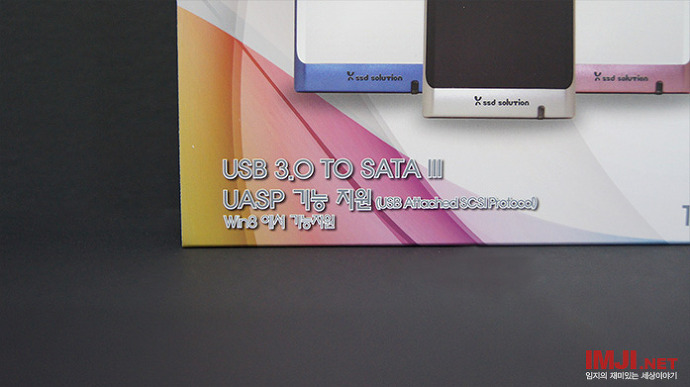 X ssd solution
X ssd solution
X ssd solution
USB 3.0 TO SATA III
UASP 기능 지원 (USB Attached SCSI Protocol)
Win8 에서 기능지원
IMJI.NET
임지의 재미있는 세상이야기